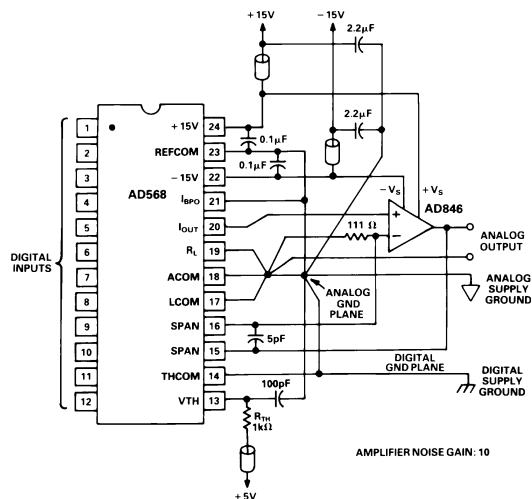 +15V
−15V
2.2μF
2.2μF
1
2
3
4
5
6
7
8
9
10
11
12
DIGITAL
INPUTS
AD568
+15V
REFCOM
−15V
IBPO
IOUT
RL
ACOM
LCOM
SPAN
SPAN
THCOM
VTH
24
23
22
21
20
19
18
17
16
15
14
13
0.1μF
0.1μF
−VS
+VS
AD846
+
−
111 Ω
ANALOG
OUTPUT
ANALOG
GND
PLANE
ANALOG
SUPPLY
GROUND
5pF
DIGITAL
GND PLANE
DIGITAL
SUPPLY
GROUND
100pF
RTH
1kΩ
+5V
AMPLIFIER NOISE GAIN: 10